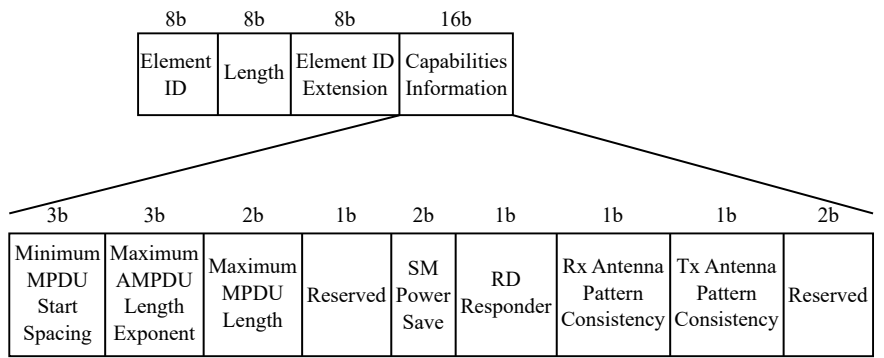 8b 8b 8b 16b
Element ID
Length
Element ID Extension
Capabilities Information
3b 3b 2b 1b 2b 1b 1b 1b 2b
Minimum MPDU Start Spacing
Maximum AMPDU Length Exponent
Maximum MPDU Length
Reserved
SM Power Save
RD Responder
Rx Antenna Pattern Consistency
Tx Antenna Pattern Consistency
Reserved